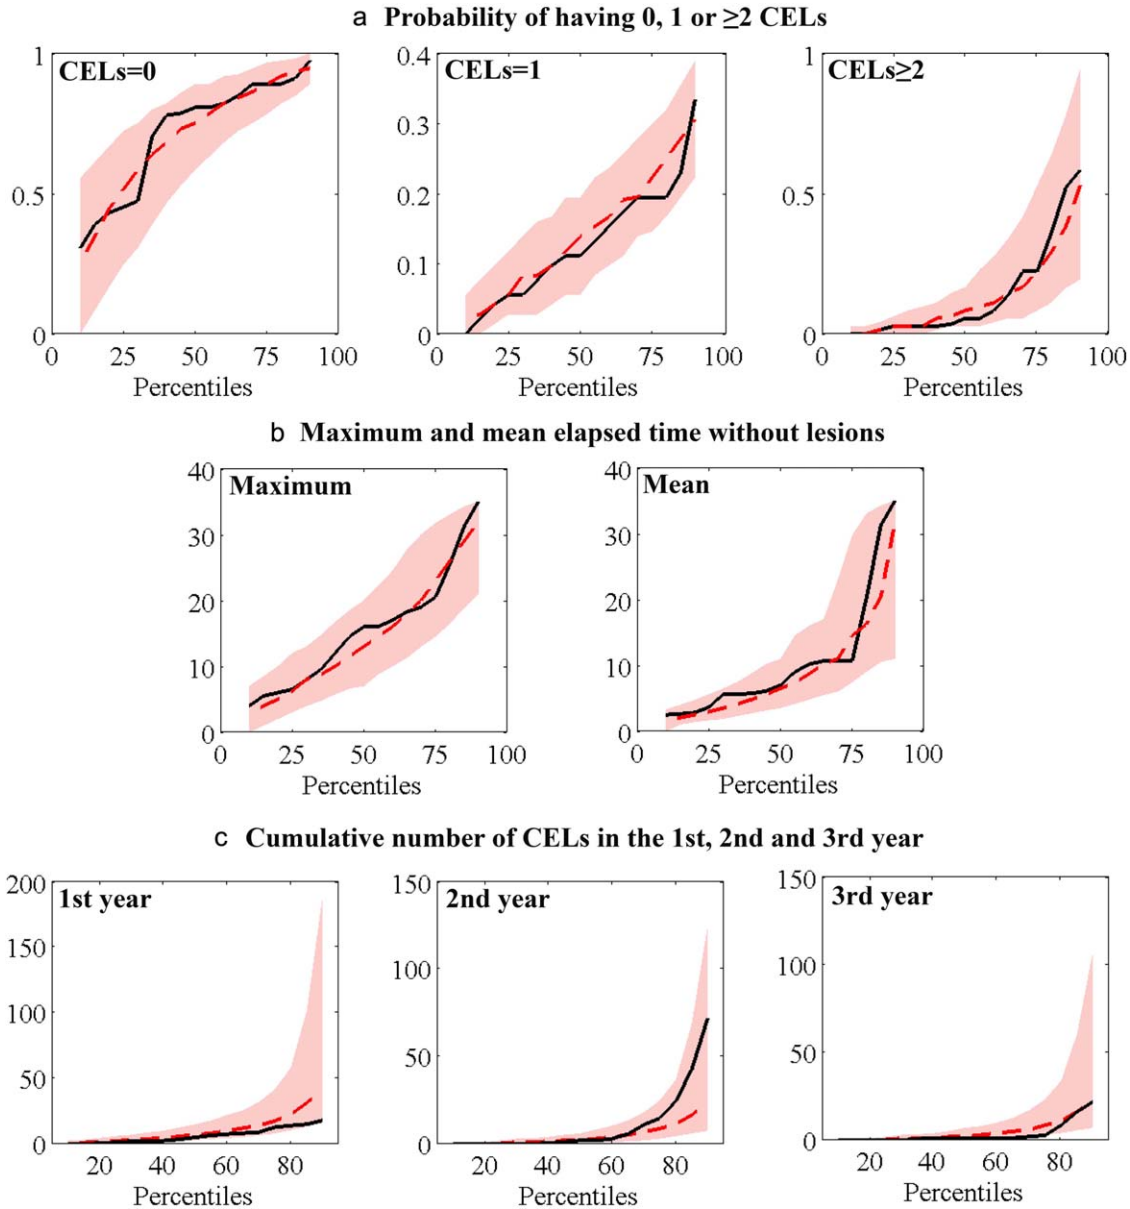 a Probability of having 0, 1 or ≥2 CELs
CELs=0
1
0.5
0
0 25 50 75 100
Percentiles
CELs=1
0.4
0.3
0.2
0.1
0
0 25 50 75 100
Percentiles
CELs≥2
1
0.5
0
0 25 50 75 100
Percentiles
b Maximum and mean elapsed time without lesions
Maximum
40
30
20
10
0
0 25 50 75 100
Percentiles
Mean
40
30
20
10
0
0 25 50 75 100
Percentiles
c Cumulative number of CELs in the 1st, 2nd and 3rd year
1st year
200
150
100
50
0
20 40 60 80
Percentiles
2nd year
150
100
50
0
20 40 60 80
Percentiles
3rd year
150
100
50
0
20 40 60 80
Percentiles